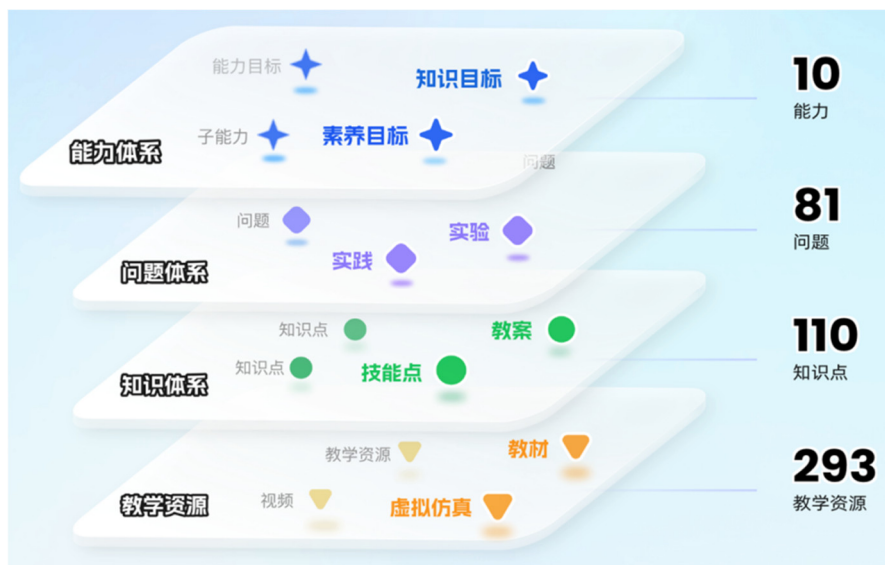 能力目标
知识目标
10
能力
子能力
素养目标
能力体系
问题
81
问题
问题
实验
实践
问题体系
知识点
教案
110
知识点
知识点
技能点
知识体系
教学资源
教材
293
教学资源
视频
虚拟仿真
教学资源